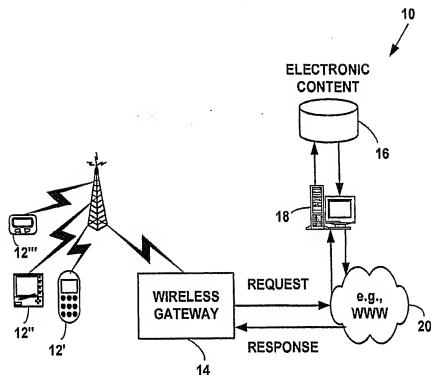 10
ELECTRONIC
CONTENT
16
18
12'''
12''
12'
WIRELESS
GATEWAY
14
REQUEST
RESPONSE
e.g.,
WWW
20